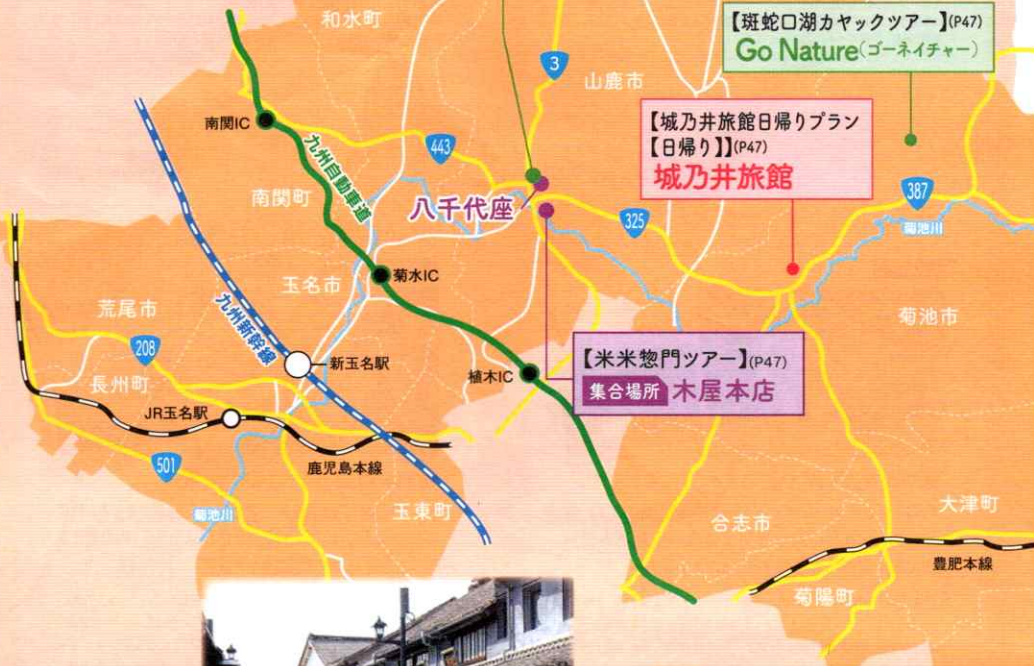 和水町
【斑蛇口湖カヤックツアー】(P47)
Go Nature(ゴーネイチャー)
3
山鹿市
【城乃井旅館日帰りプラン
【日帰り】】(P47)
城乃井旅館
南関IC
443
九州自動車道
南関町
八千代座
325
387
菊池川
菊水IC
玉名市
九州新幹線
荒尾市
菊池市
208
新玉名駅
【米米惣門ツアー】(P47)
集合場所 木屋本店
長州町
植木IC
JR玉名駅
鹿児島本線
501
菊池川
玉東町
合志市
大津町
豊肥本線
菊陽町